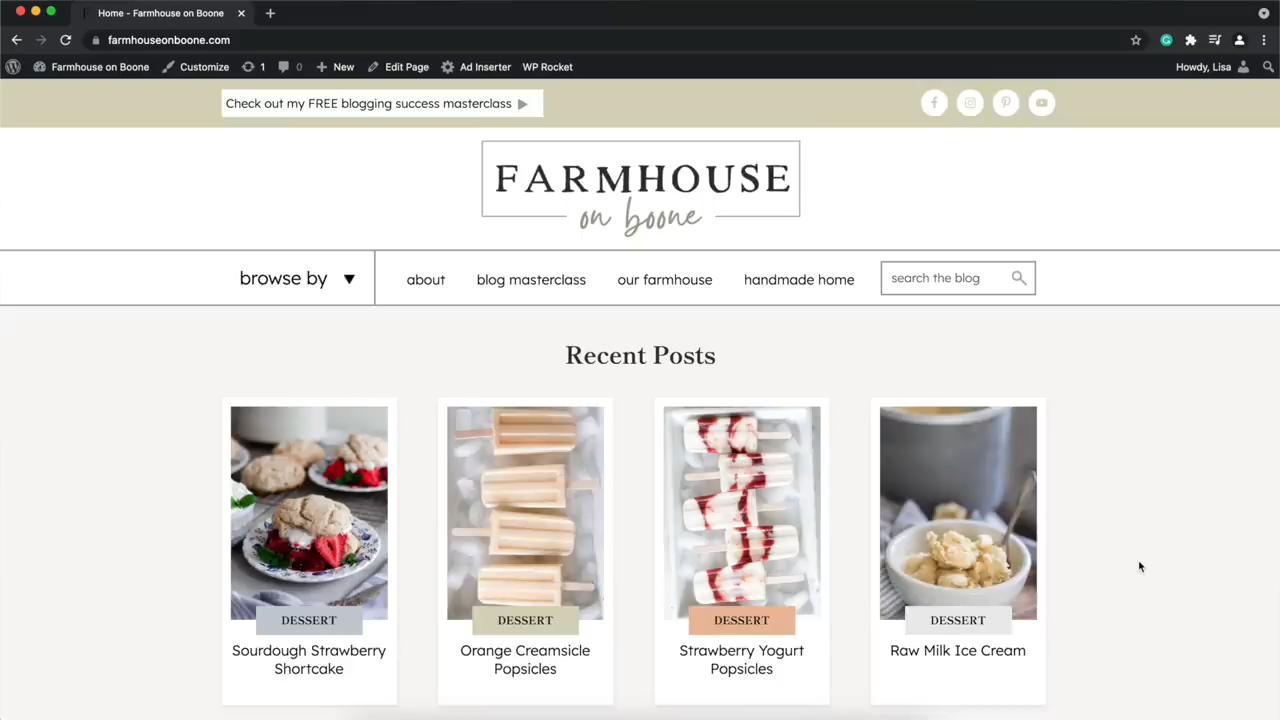 Home - Farmhouse on Boone
farmhouseonboone.com
Farmhouse on Boone Customize 1 0 New Edit Page Ad Inserter WP Rocket Howdy, Lisa
Check out my FREE blogging success masterclass
FARMHOUSE
on boone
browse by about blog masterclass our farmhouse handmade home search the blog
Recent Posts
DESSERT
Sourdough Strawberry
Shortcake
DESSERT
Orange Creamsicle
Popsicles
DESSERT
Strawberry Yogurt
Popsicles
DESSERT
Raw Milk Ice Cream